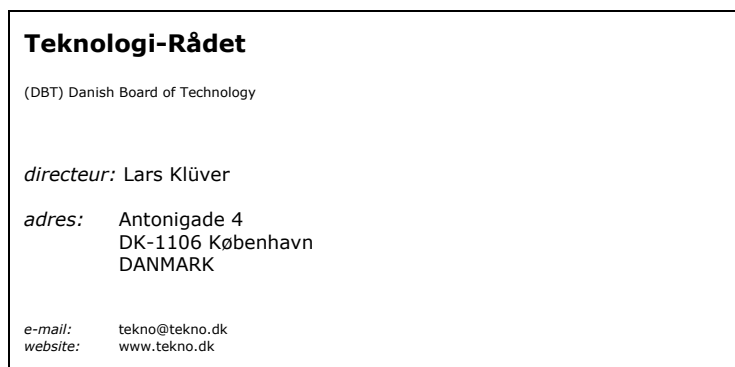 Teknologi-Rådet
(DBT) Danish Board of Technology
directeur: Lars Klüver
adres: Antonigade 4
DK-1106 København
DANMARK
e-mail: tekno@tekno.dk
website: www.tekno.dk